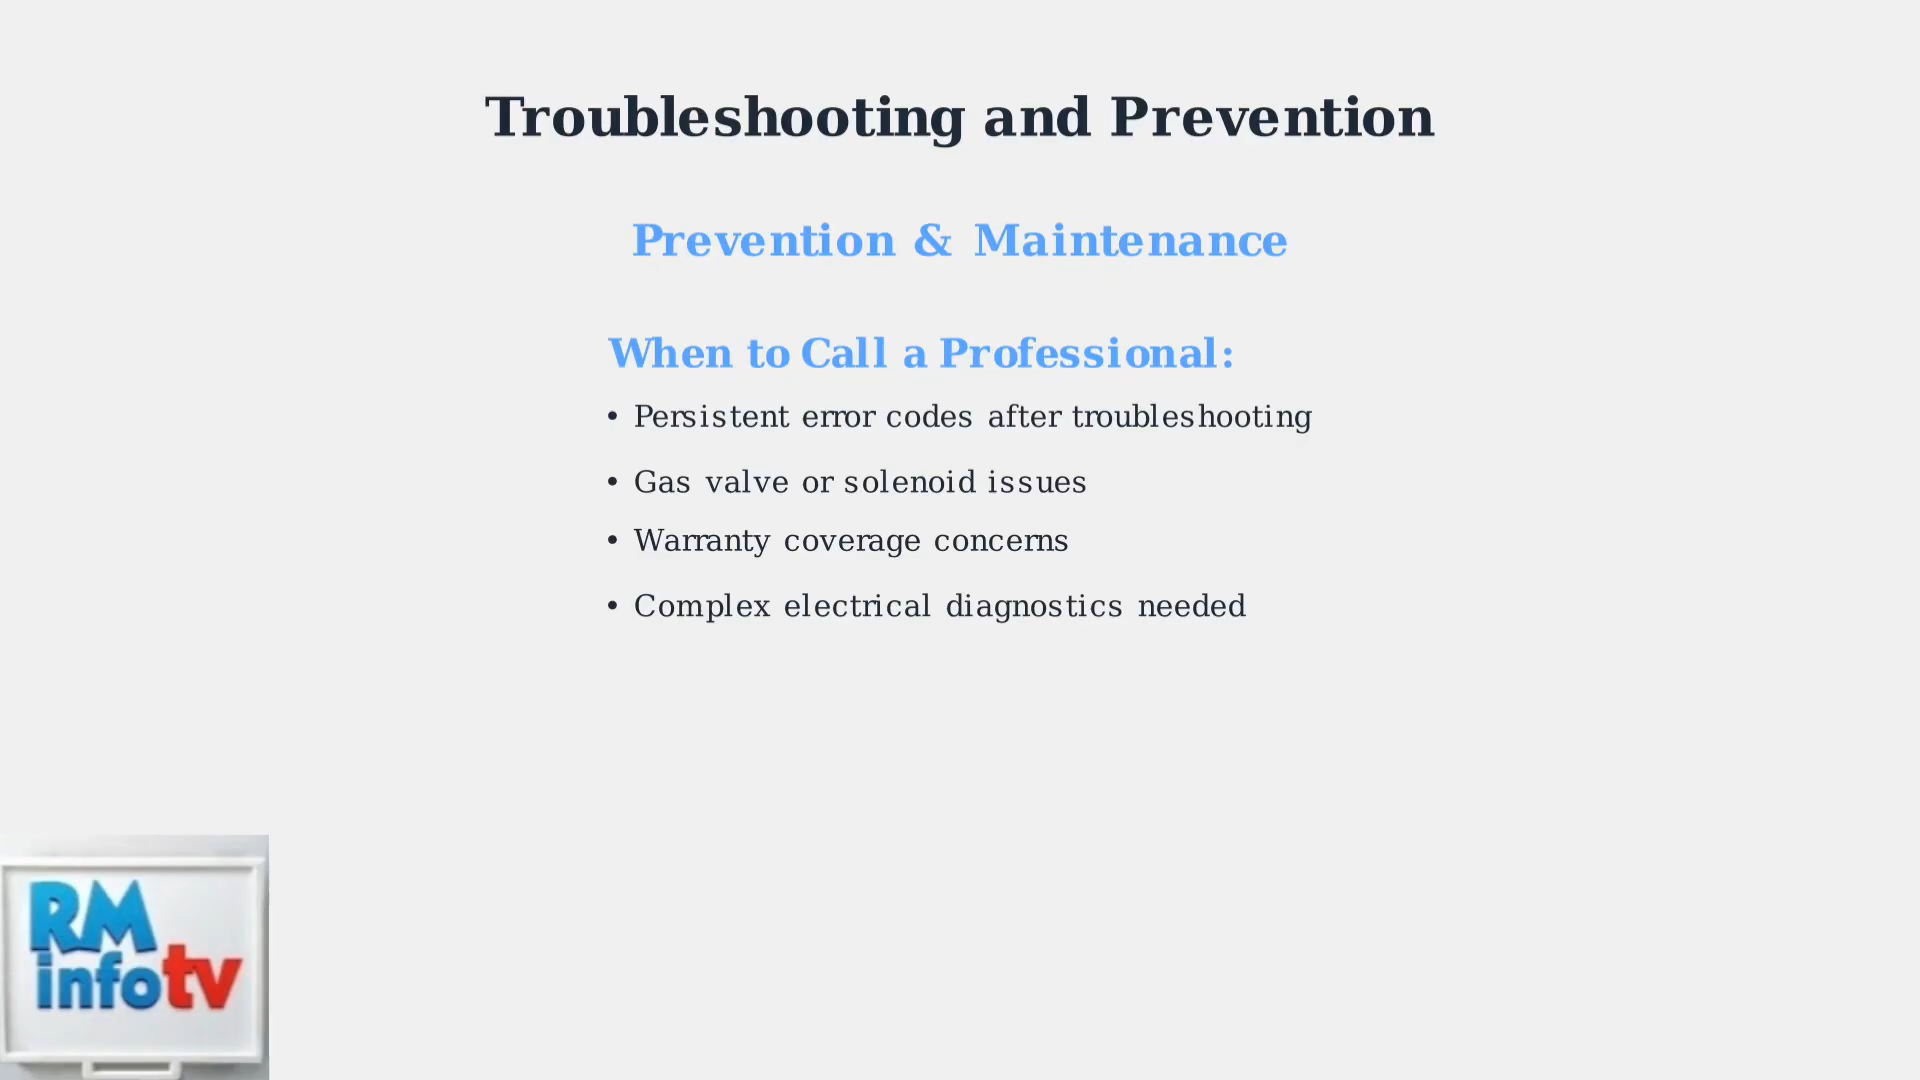 Troubleshooting and Prevention
Prevention & Maintenance
When to Call a Professional:
• Persistent error codes after troubleshooting
• Gas valve or solenoid issues
• Warranty coverage concerns
• Complex electrical diagnostics needed
RM
infotv